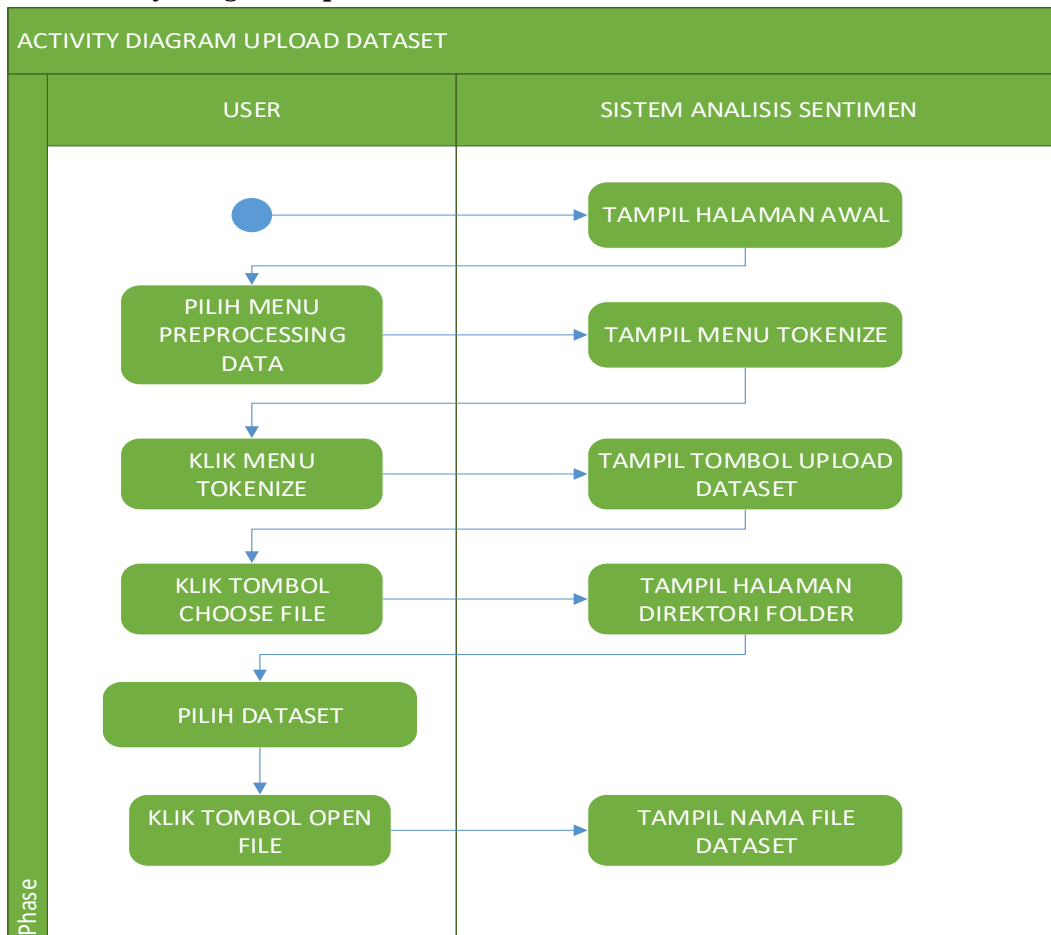 ACTIVITY DIAGRAM UPLOAD DATASET
USER
SISTEM ANALISIS SENTIMEN
TAMPIL HALAMAN AWAL
PILIH MENU
PREPROCESSING
DATA
TAMPIL MENU TOKENIZE
KLIK MENU
TOKENIZE
TAMPIL TOMBOL UPLOAD
DATASET
KLIK TOMBOL
CHOOSE FILE
TAMPIL HALAMAN
DIREKTORI FOLDER
PILIH DATASET
KLIK TOMBOL OPEN
FILE
TAMPIL NAMA FILE
DATASET
Phase